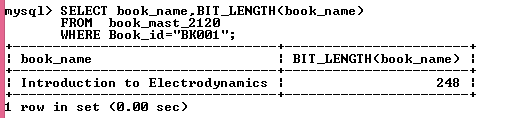 mysql> SELECT book_name,BIT_LENGTH(book_name)
FROM book_mast_2120
WHERE Book_id="BK001";
+------------------------------+-----------------------+
| book_name | BIT_LENGTH(book_name) |
+------------------------------+-----------------------+
| Introduction to Electrodynamics | 248 |
+------------------------------+-----------------------+
1 row in set (0.00 sec)